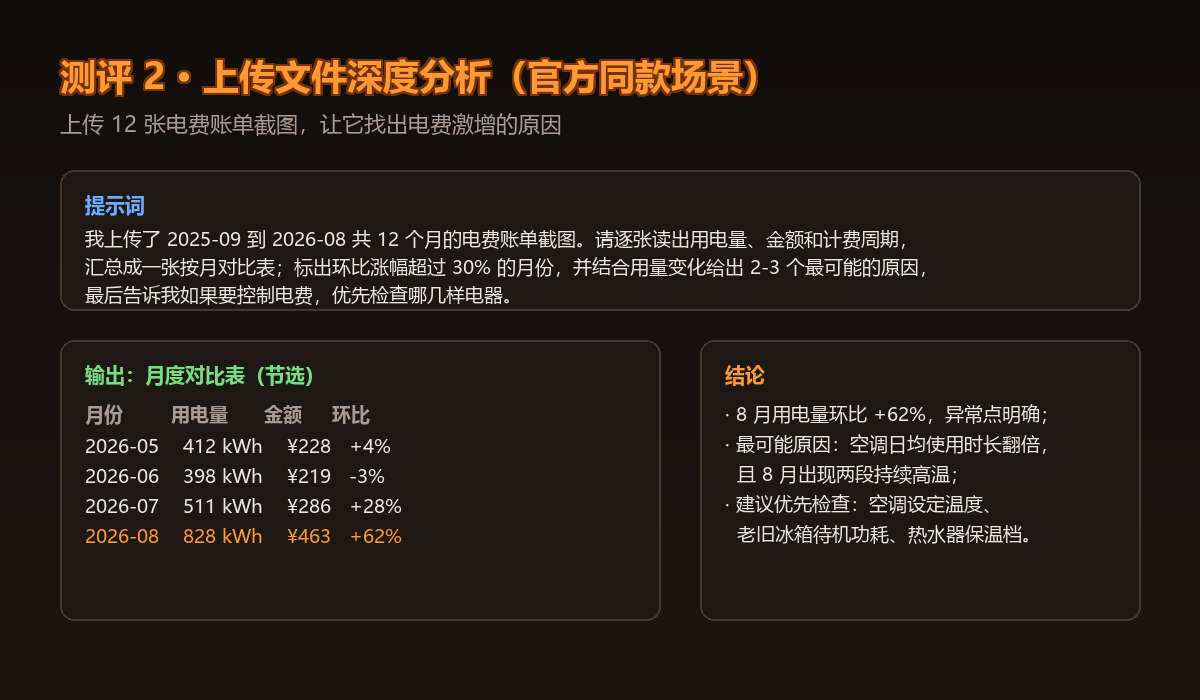 测评 2 • 上传文件深度分析（官方同款场景）
上传 12 张电费账单截图，让它找出电费激增的原因
提示词
我上传了 2025-09 到 2026-08 共 12 个月的电费账单截图。请逐张读出用电量、金额和计费周期，
汇总成一张按月对比表；标出环比涨幅超过 30% 的月份，并结合用量变化给出 2-3 个最可能的原因，
最后告诉我如果要控制电费，优先检查哪几样电器。
输出：月度对比表（节选）
月份 用电量 金额 环比
2026-05 412 kWh ¥228 +4%
2026-06 398 kWh ¥219 -3%
2026-07 511 kWh ¥286 +28%
2026-08 828 kWh ¥463 +62%
结论
· 8 月用电量环比 +62%，异常点明确；
· 最可能原因：空调日均使用时长翻倍，
且 8 月出现两段持续高温；
· 建议优先检查：空调设定温度、
老旧冰箱待机功耗、热水器保温档。